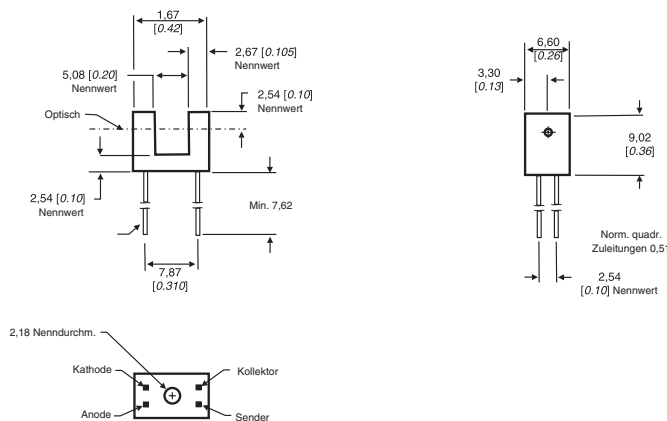 1,67
[0.42]
2,67 [0.105]
Nennwert
5,08 [0.20]
Nennwert
2,54 [0.10]
Nennwert
Optisch
2,54 [0.10]
Nennwert
Min. 7,62
7,87
[0.310]
6,60
[0.26]
3,30
[0.13]
9,02
[0.36]
Norm. quadr.
Zuleitungen 0,51
2,54
[0.10] Nennwert
2,18 Nenndurchm.
Kathode
Kollektor
Anode
Sender